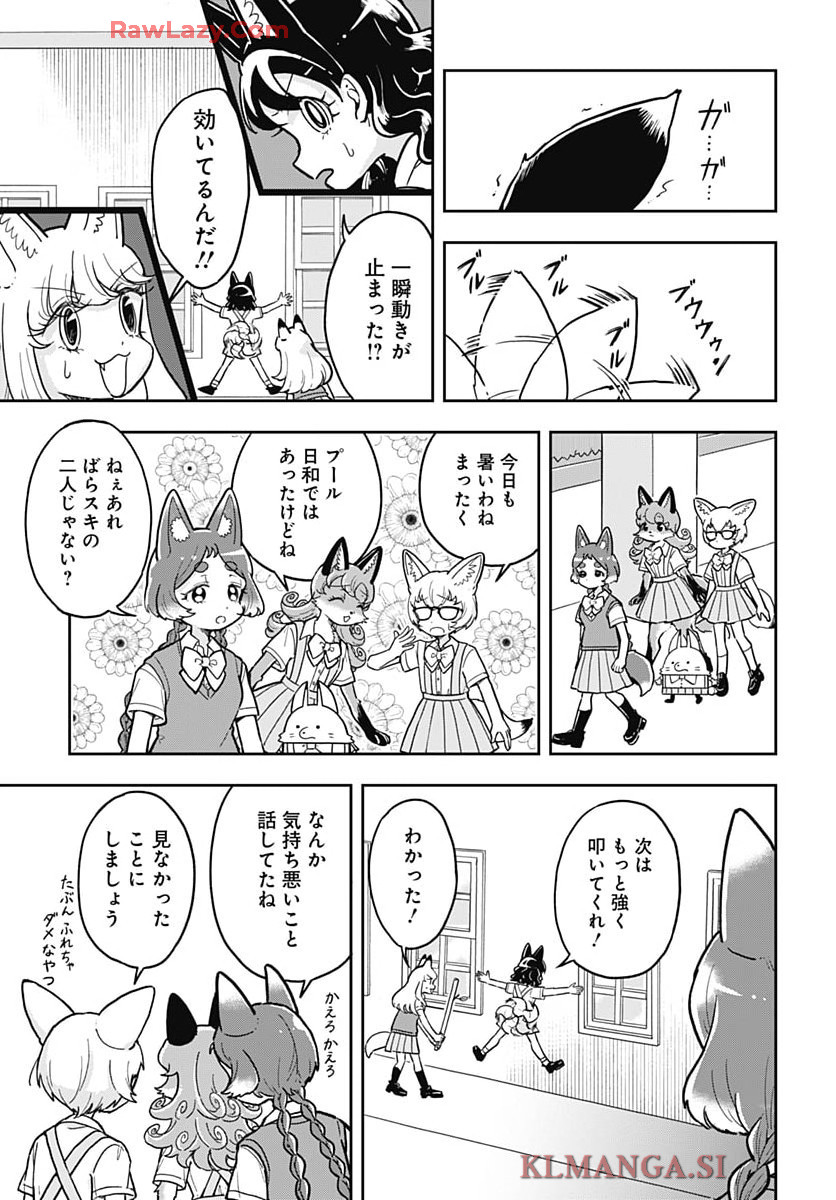 RawLazy.Com
ガ…
ガ…
ブル
ブル
ブウゥゥ
一瞬動きが
止まった!?
効いてるんだ!!
今日も
暑いわね
まったく
プール
日和では
あったけどね
ねぇあれ
ばらスキの
二人じゃない?
次は
もっと強く
叩いてくれ!
わかった!
なんか
気持ち悪いこと
話してたね
かえろ かえろ
見なかった
ことに
しましょう
たぶん ふれちゃ
ダメなやつ
KLMANGA.SI